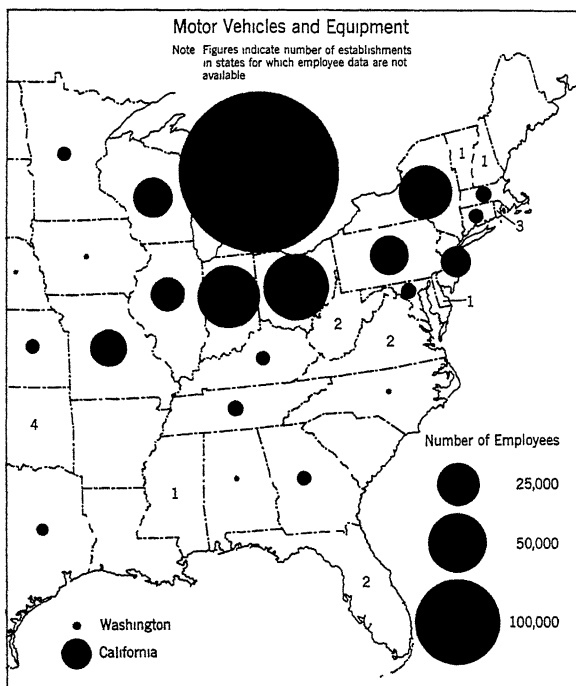 Motor Vehicles and Equipment
Note Figures indicate number of establishments
in states for which employee data are not
available
1 1
3
1
2
2
4
1
2
Number of Employees
25,000
50,000
100,000
Washington
California